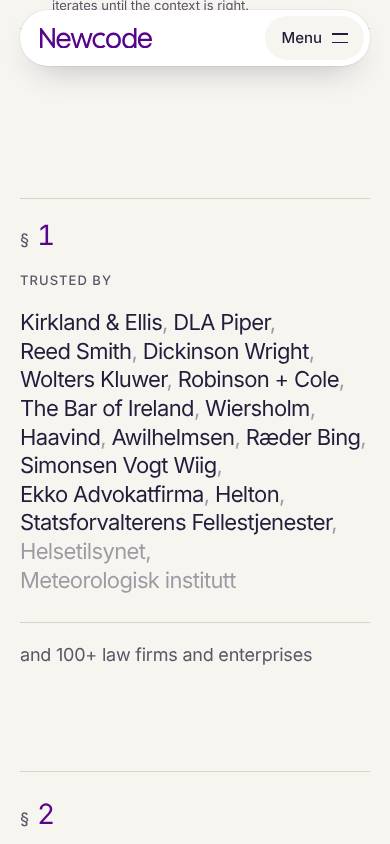 iterates until the context is right.
Newcode
Menu
§ 1
TRUSTED BY
Kirkland & Ellis, DLA Piper,
Reed Smith, Dickinson Wright,
Wolters Kluwer, Robinson + Cole,
The Bar of Ireland, Wiersholm,
Haavind, Awilhelmsen, Ræder Bing,
Simonsen Vogt Wiig,
Ekko Advokatfirma, Helton,
Statsforvalterens Fellestjenester,
Helsetilsynet,
Meteorologisk institutt
and 100+ law firms and enterprises
§ 2